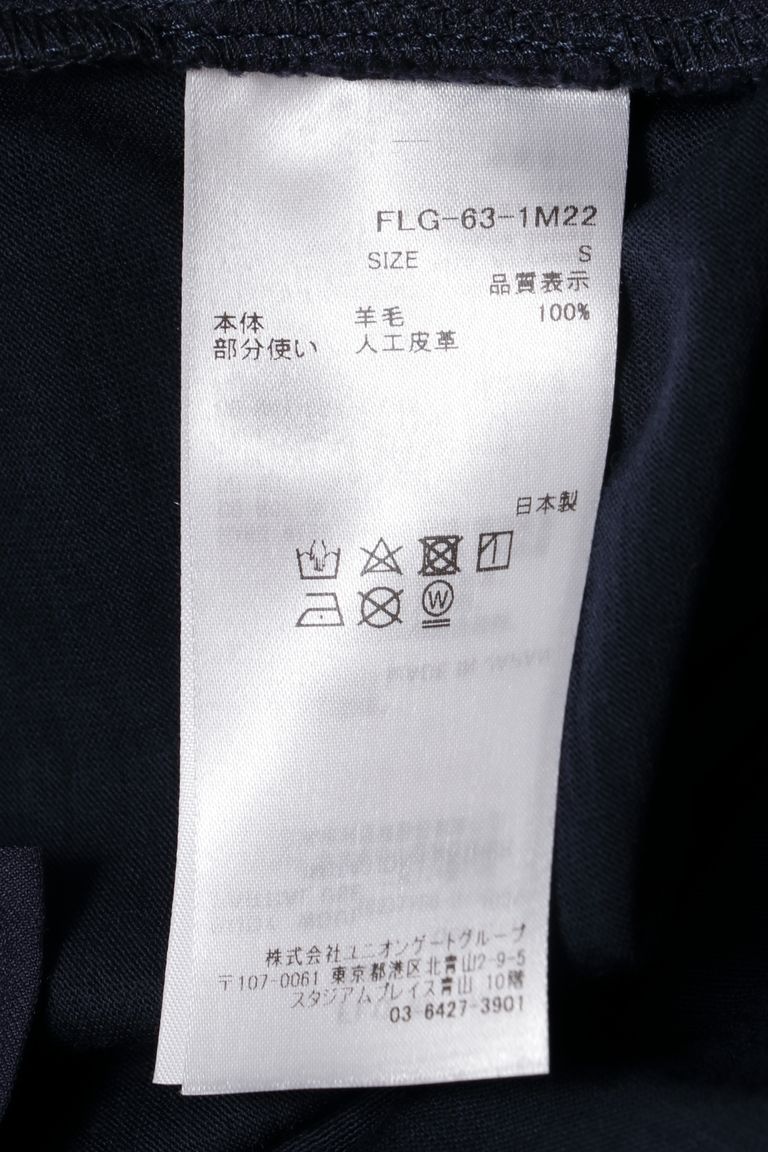 FLG-63-1M22
SIZE S
品質表示
本体 羊毛 100%
部分使い 人工皮革
日本製
W
株式会社ユニオンゲートグループ
〒107-0061 東京都港区北青山2-9-5
スタジアムプレイス青山 10階
03-6427-3901